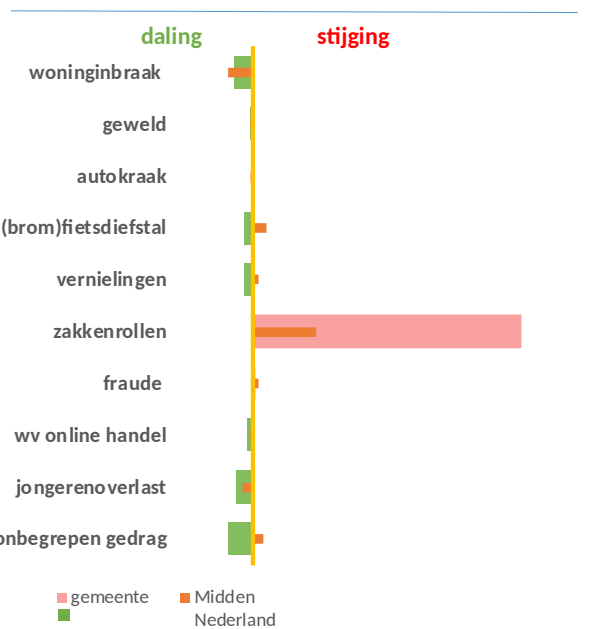 daling stijging
woninginbraak
geweld
autokraak
(brom)fietsdiefstal
vernielingen
zakkenrollen
fraude
wv online handel
jongerenoverlast
onbegrepen gedrag
gemeente Midden
Nederland